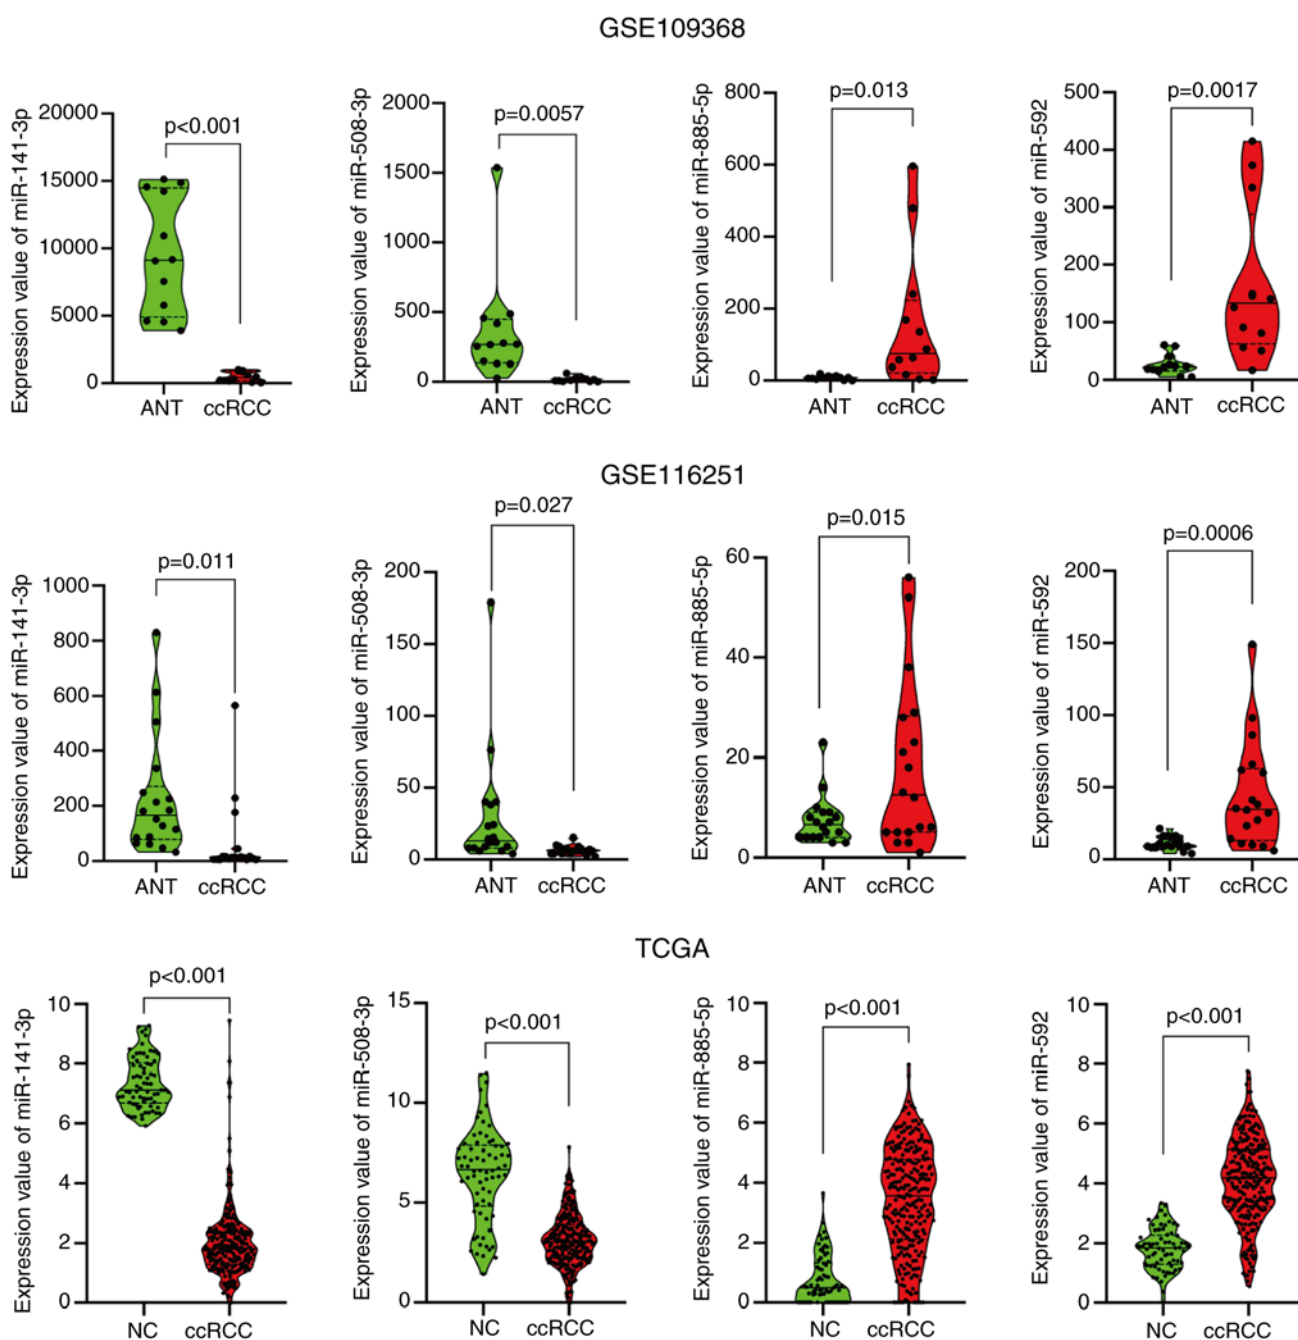 GSE109368
Expression value of miR-141-3p
20000
15000
10000
5000
0
p<0.001
ANT ccRCC
Expression value of miR-508-3p
2000
1500
1000
500
0
p=0.0057
ANT ccRCC
Expression value of miR-885-5p
800
600
400
200
0
p=0.013
ANT ccRCC
Expression value of miR-592
500
400
300
200
100
0
p=0.0017
ANT ccRCC
GSE116251
Expression value of miR-141-3p
1000
800
600
400
200
0
p=0.011
ANT ccRCC
Expression value of miR-508-3p
200
150
100
50
0
p=0.027
ANT ccRCC
Expression value of miR-885-5p
60
40
20
0
p=0.015
ANT ccRCC
Expression value of miR-592
200
150
100
50
0
p=0.0006
ANT ccRCC
TCGA
Expression value of miR-141-3p
10
8
6
4
2
0
p<0.001
NC ccRCC
Expression value of miR-508-3p
15
10
5
0
p<0.001
NC ccRCC
Expression value of miR-885-5p
10
8
6
4
2
0
p<0.001
NC ccRCC
Expression value of miR-592
10
8
6
4
2
0
p<0.001
NC ccRCC